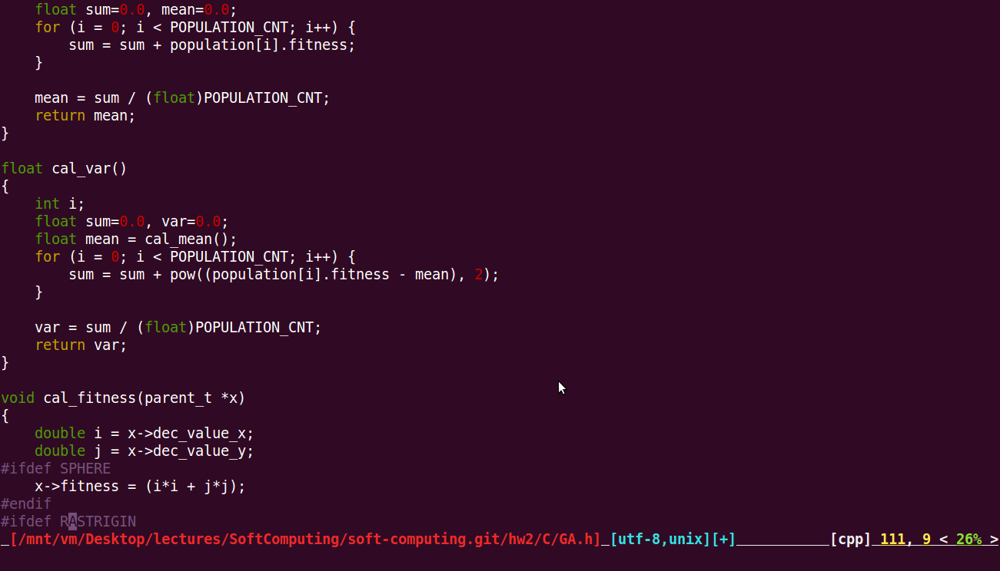 float sum=0.0, mean=0.0;
    for (i = 0; i < POPULATION_CNT; i++) {
        sum = sum + population[i].fitness;
    }

    mean = sum / (float)POPULATION_CNT;
    return mean;
}

float cal_var()
{
    int i;
    float sum=0.0, var=0.0;
    float mean = cal_mean();
    for (i = 0; i < POPULATION_CNT; i++) {
        sum = sum + pow((population[i].fitness - mean), 2);
    }

    var = sum / (float)POPULATION_CNT;
    return var;
}

void cal_fitness(parent_t *x)
{
    double i = x->dec_value_x;
    double j = x->dec_value_y;
#ifdef SPHERE
    x->fitness = (i*i + j*j);
#endif
#ifdef RASTRIGIN
_[/mnt/vm/Desktop/lectures/SoftComputing/soft-computing.git/hw2/C/GA.h]_[utf-8,unix][+]___________[cpp]_111,_9_<_26%_>